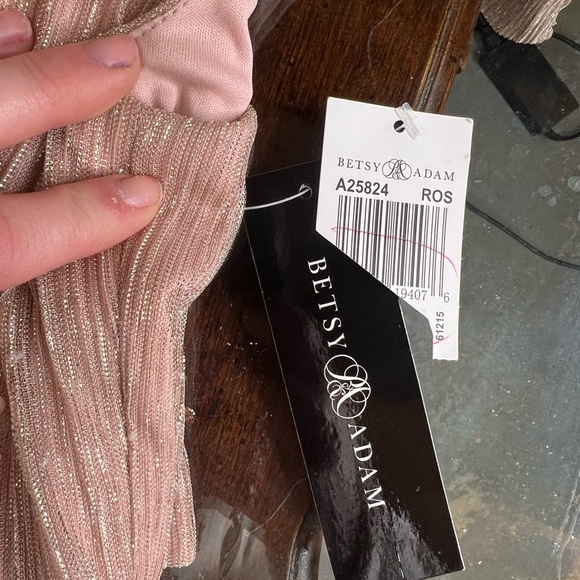 BETSY & ADAM
A25824 ROS
19407 6
61215
BETSY & ADAM